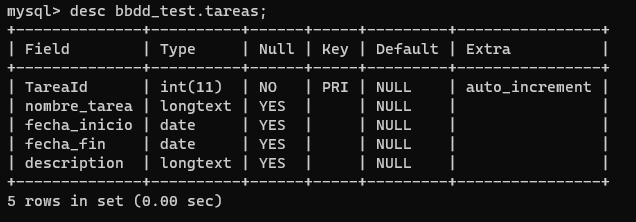 mysql> desc bbdd_test.tareas;
+--------------+----------+------+-----+---------+----------------+
| Field        | Type     | Null | Key | Default | Extra          |
+--------------+----------+------+-----+---------+----------------+
| TareaId      | int(11)  | NO   | PRI | NULL    | auto_increment |
| nombre_tarea | longtext | YES  |     | NULL    |                |
| fecha_inicio | date     | YES  |     | NULL    |                |
| fecha_fin    | date     | YES  |     | NULL    |                |
| description  | longtext | YES  |     | NULL    |                |
+--------------+----------+------+-----+---------+----------------+
5 rows in set (0.00 sec)